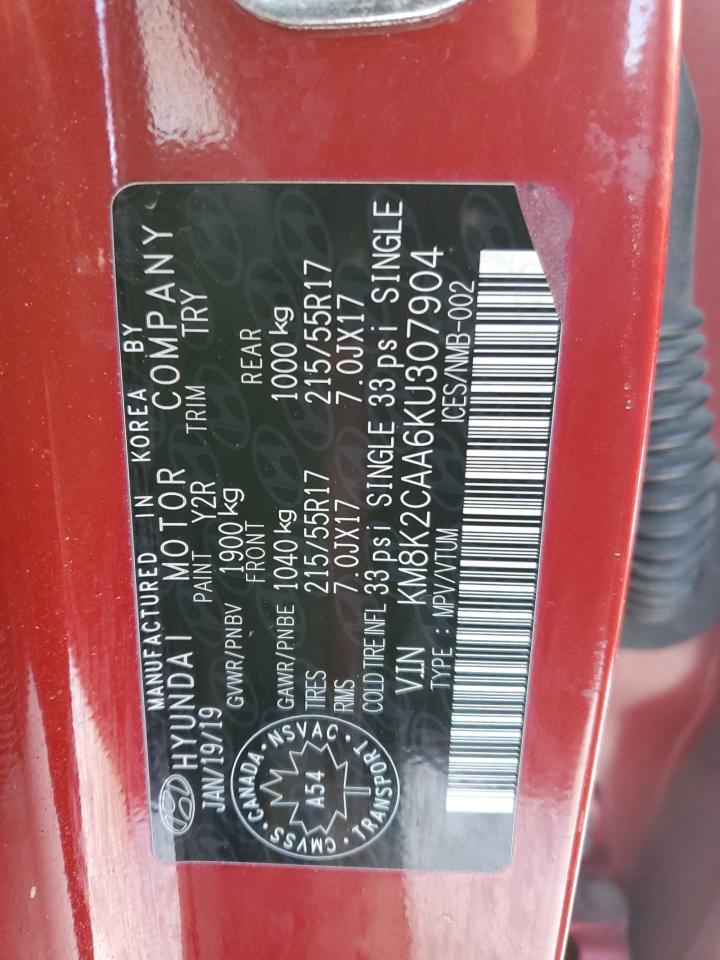 MANUFACTURED IN KOREA BY
HYUNDAI MOTOR COMPANY
JAN/19/19 PAINT Y2R TRIM TRY
GVWR/PNBV 1900 kg
FRONT REAR
GAWR/PNBE 1040 kg 1000 kg
TIRES 215/55R17 215/55R17
RIMS 7.0JX17 7.0JX17
COLD TIRE INFL 33 psi SINGLE 33 psi SINGLE
V.IN KM8K2CAA6KU307904
TYPE : MPV/VTUM ICES/NMB-002
CANADA • NSVAC • TRANSPORT • CMVSS •
A54